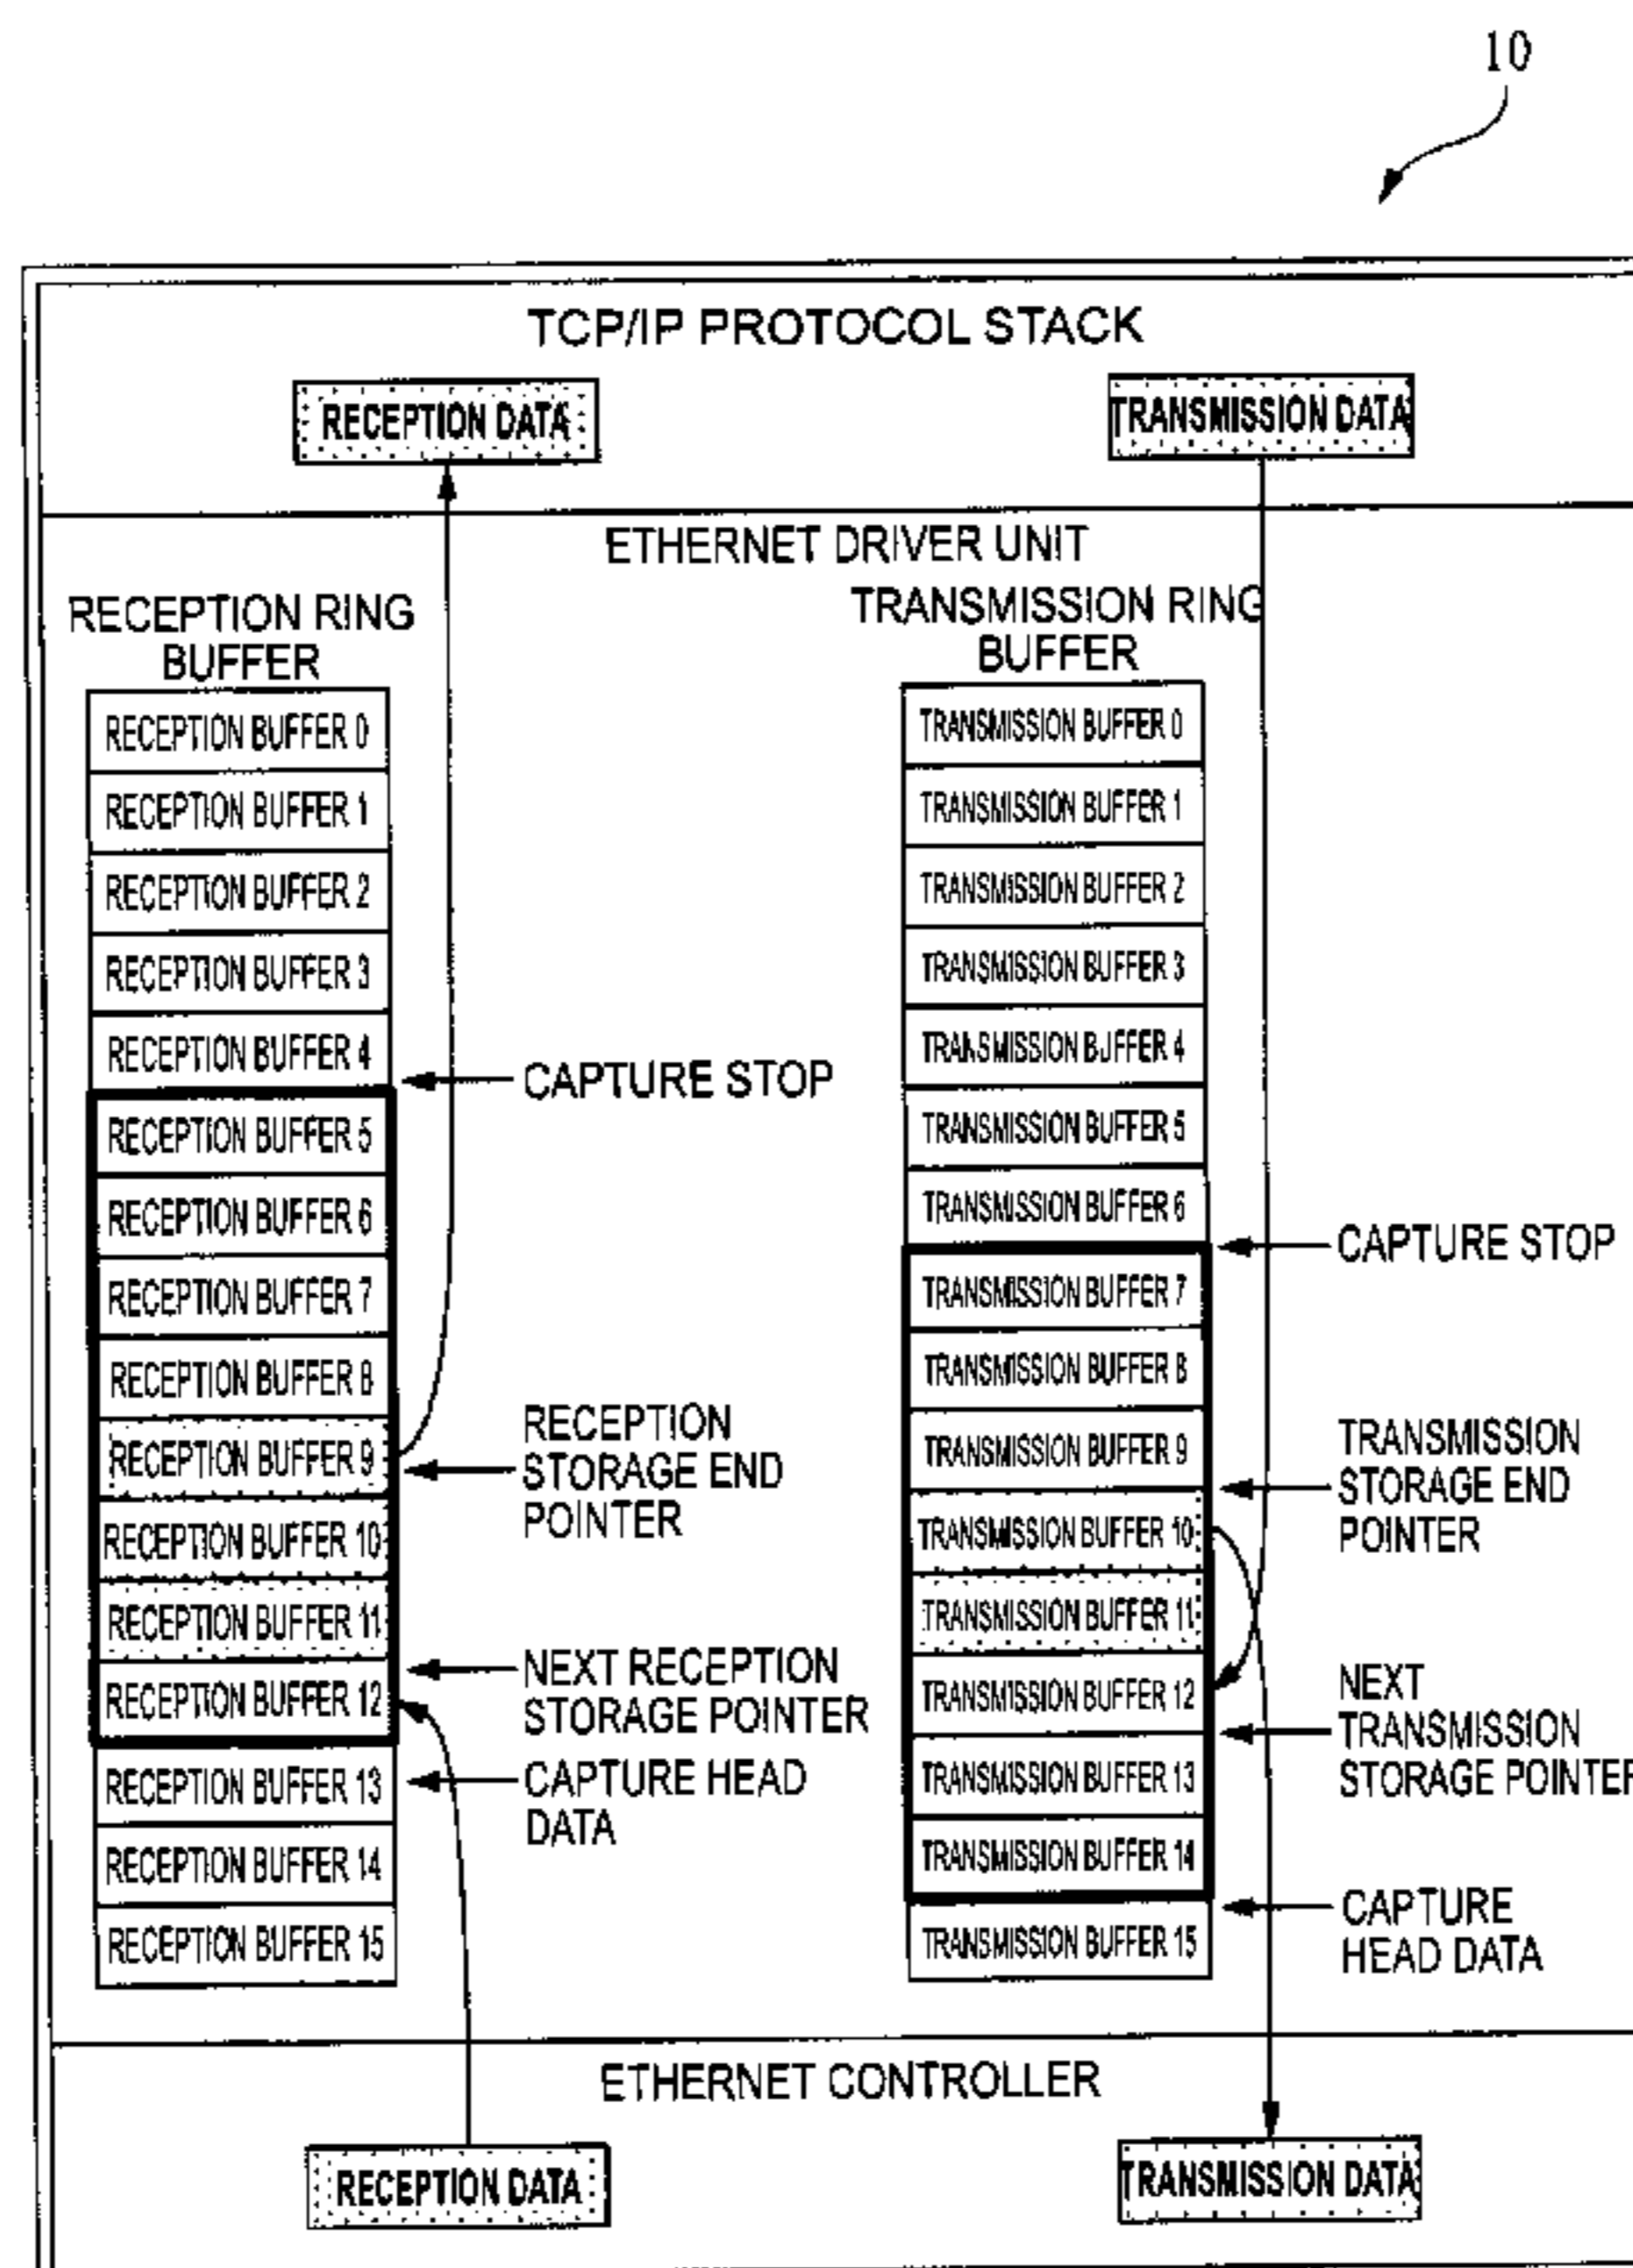 10
TCP/IP PROTOCOL STACK
RECEPTION DATA
TRANSMISSION DATA
ETHERNET DRIVER UNIT
RECEPTION RING
BUFFER
RECEPTION BUFFER 0
RECEPTION BUFFER 1
RECEPTION BUFFER 2
RECEPTION BUFFER 3
RECEPTION BUFFER 4
RECEPTION BUFFER 5
RECEPTION BUFFER 6
RECEPTION BUFFER 7
RECEPTION BUFFER 8
RECEPTION BUFFER 9
RECEPTION BUFFER 10
RECEPTION BUFFER 11
RECEPTION BUFFER 12
RECEPTION BUFFER 13
RECEPTION BUFFER 14
RECEPTION BUFFER 15
CAPTURE STOP
RECEPTION
STORAGE END
POINTER
NEXT RECEPTION
STORAGE POINTER
CAPTURE HEAD
DATA
TRANSMISSION RING
BUFFER
TRANSMISSION BUFFER 0
TRANSMISSION BUFFER 1
TRANSMISSION BUFFER 2
TRANSMISSION BUFFER 3
TRANSMISSION BUFFER 4
TRANSMISSION BUFFER 5
TRANSMISSION BUFFER 6
TRANSMISSION BUFFER 7
TRANSMISSION BUFFER 8
TRANSMISSION BUFFER 9
TRANSMISSION BUFFER 10
TRANSMISSION BUFFER 11
TRANSMISSION BUFFER 12
TRANSMISSION BUFFER 13
TRANSMISSION BUFFER 14
TRANSMISSION BUFFER 15
CAPTURE STOP
TRANSMISSION
STORAGE END
POINTER
NEXT
TRANSMISSION
STORAGE POINTER
CAPTURE
HEAD DATA
ETHERNET CONTROLLER
RECEPTION DATA
TRANSMISSION DATA